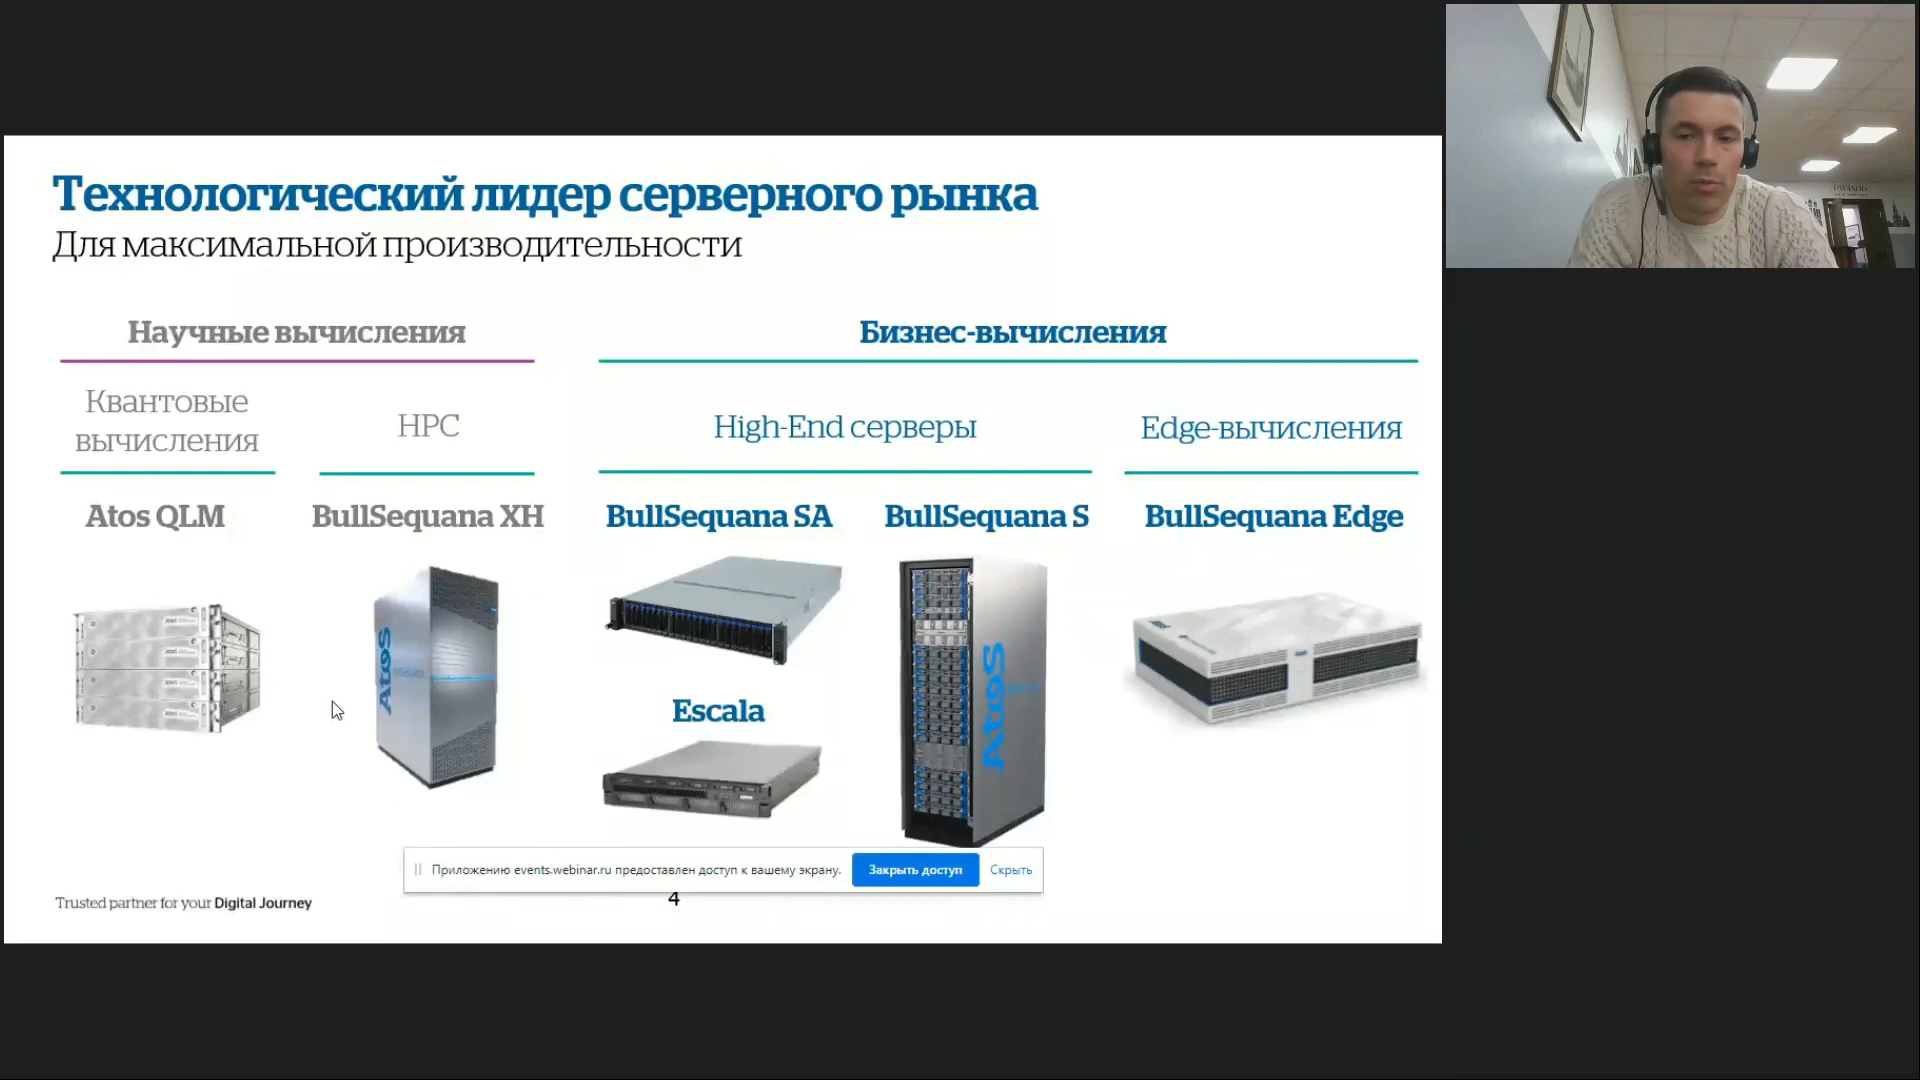 Технологический лидер серверного рынка
Для максимальной производительности
Научные вычисления
Бизнес-вычисления
Квантовые
вычисления
HPC
High-End серверы
Edge-вычисления
Atos QLM
BullSequana XH
BullSequana SA
BullSequana S
BullSequana Edge
Atos
Escala
Atos
Приложению events.webinar.ru предоставлен доступ к вашему экрану.
Закрыть доступ
Скрыть
4
Trusted partner for your Digital Journey